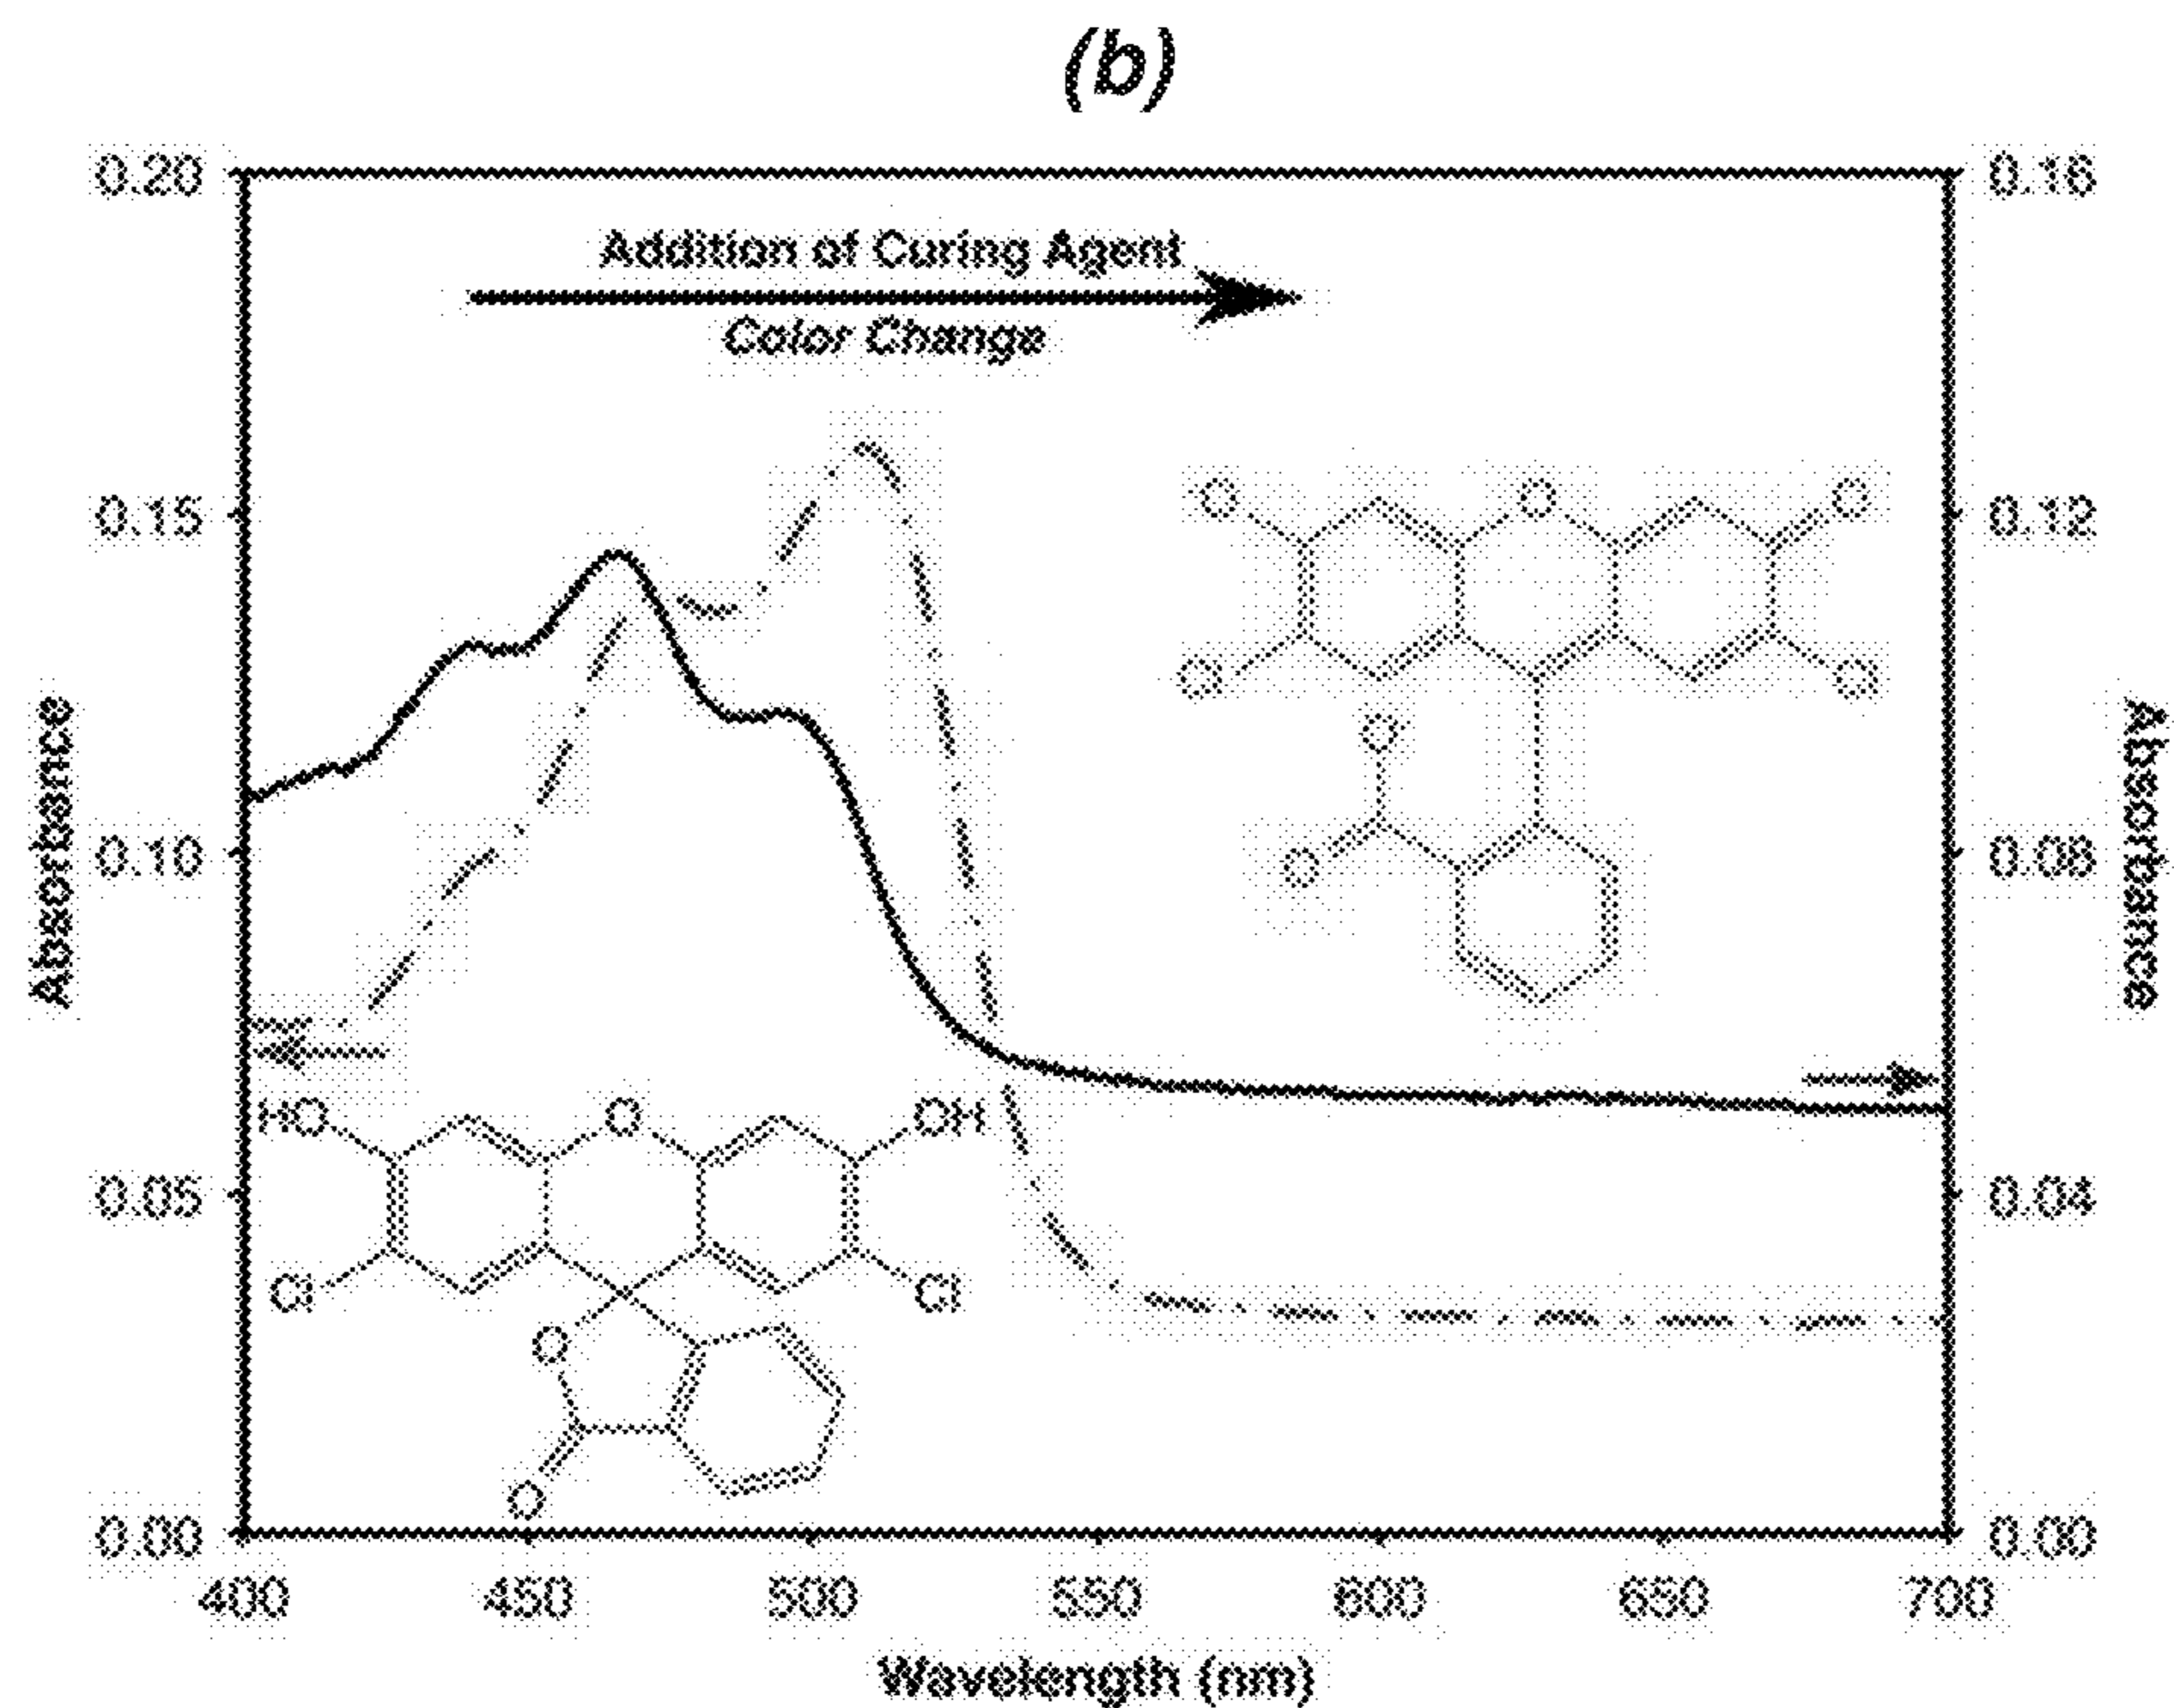 (b)
0.20
0.16
Addition of Curing Agent
Color Change
0.15
0.12
-O
O
O
Cl
Cl
O-
O
Absorbance
Absorbance
0.10
0.08
HO
O
OH
Cl
Cl
O
O
0.05
0.04
0.00
0.00
400
450
500
550
600
650
700
Wavelength (nm)